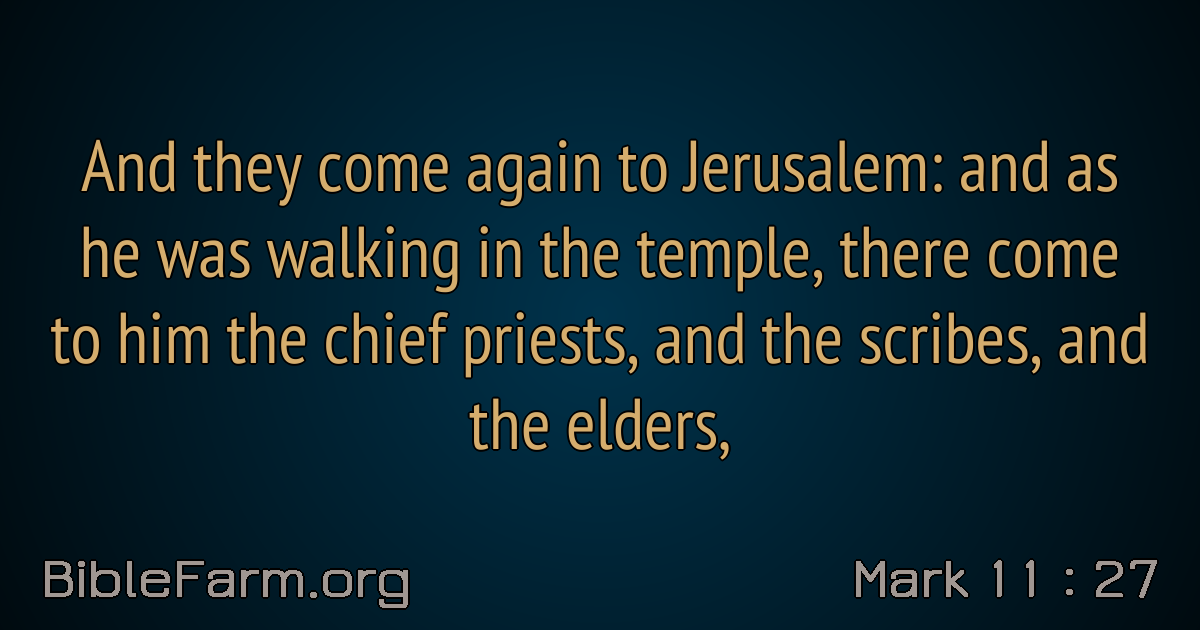 And they come again to Jerusalem: and as
he was walking in the temple, there come
to him the chief priests, and the scribes, and
the elders,
BibleFarm.org
Mark 11 : 27